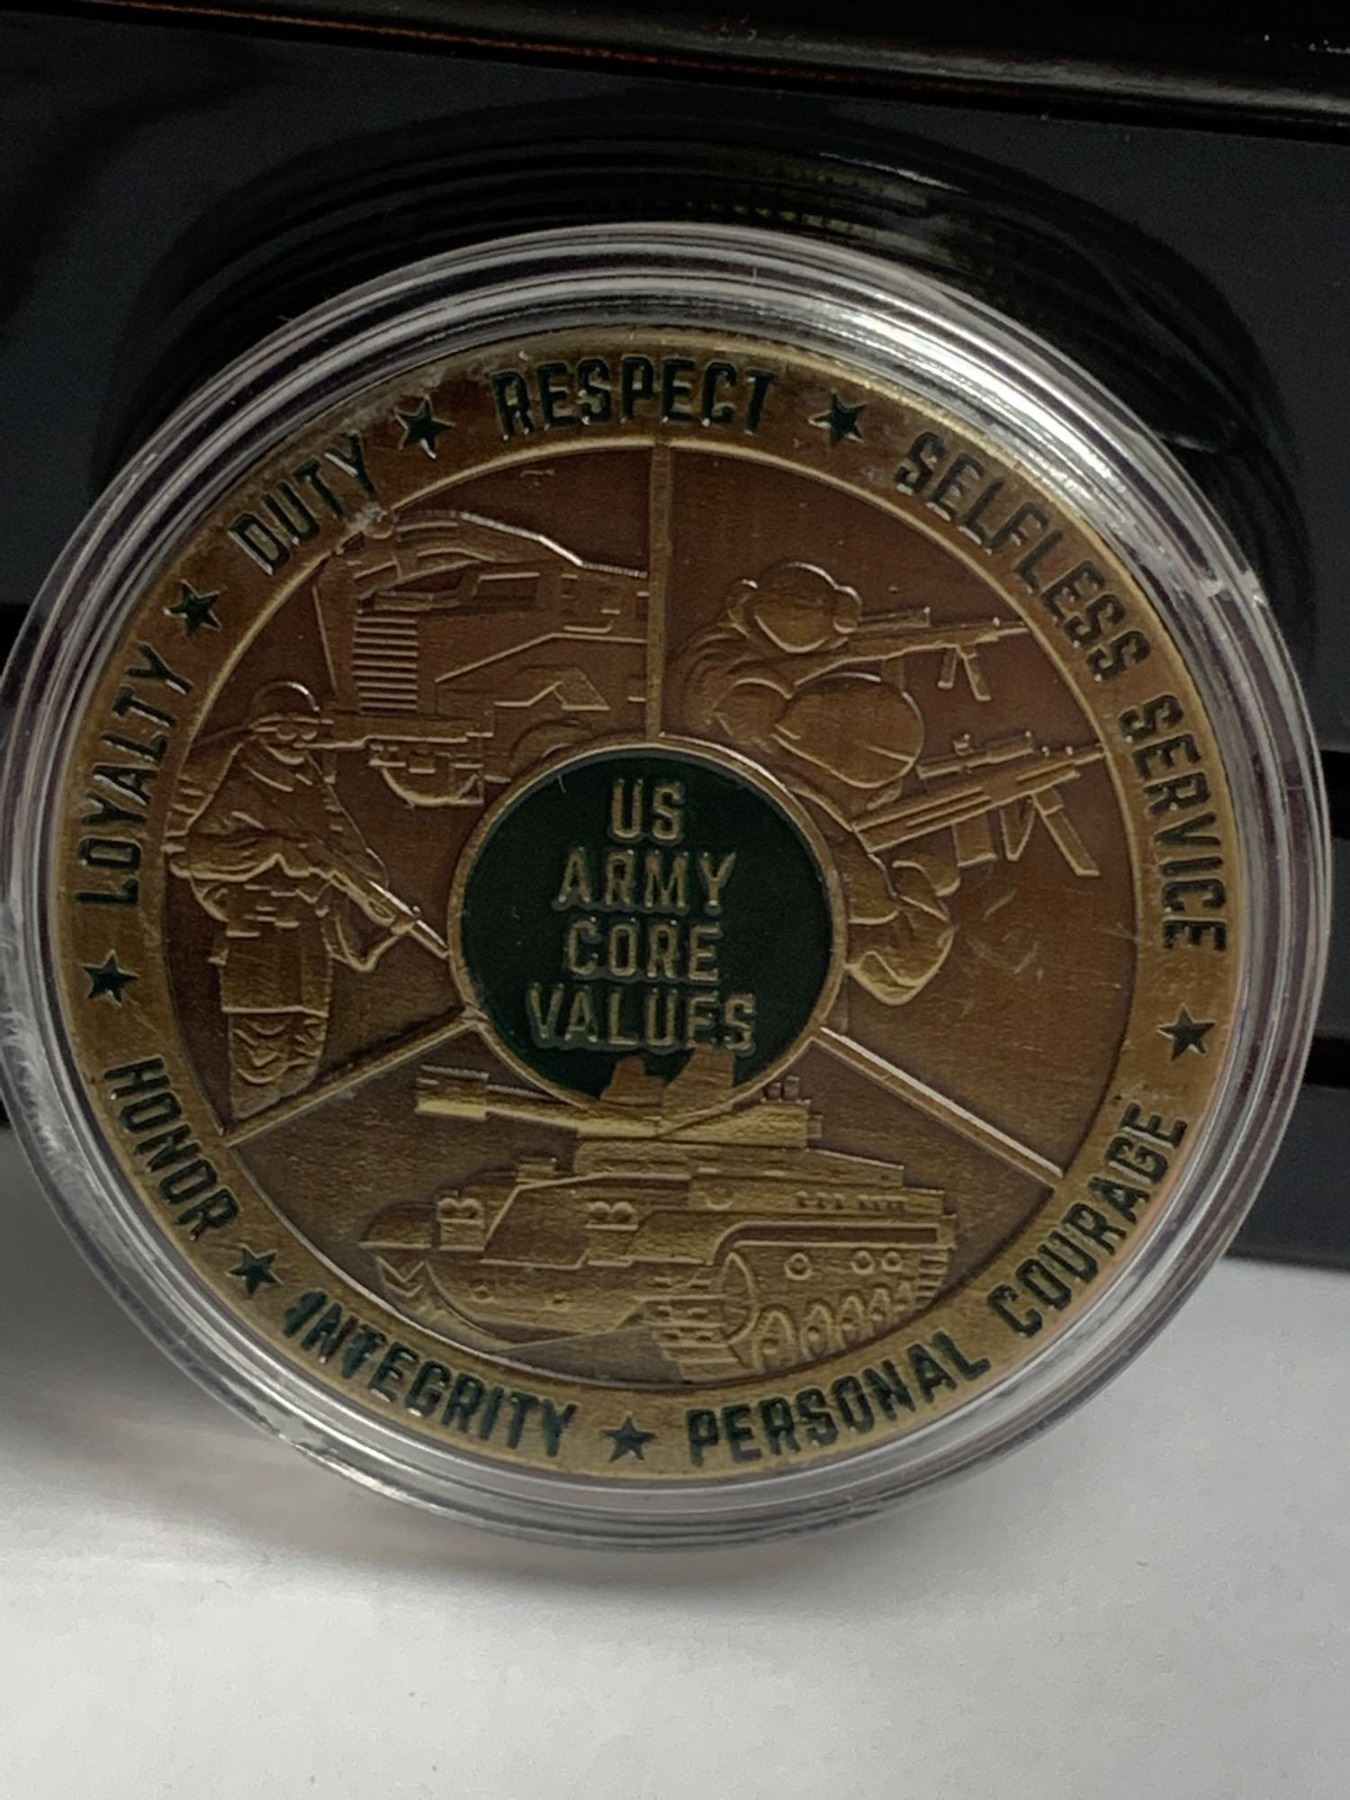 LOYALTY ★ DUTY ★ RESPECT ★ SELFLESS SERVICE ★ HONOR ★ INTEGRITY ★ PERSONAL COURAGE
US
ARMY
CORE
VALUES